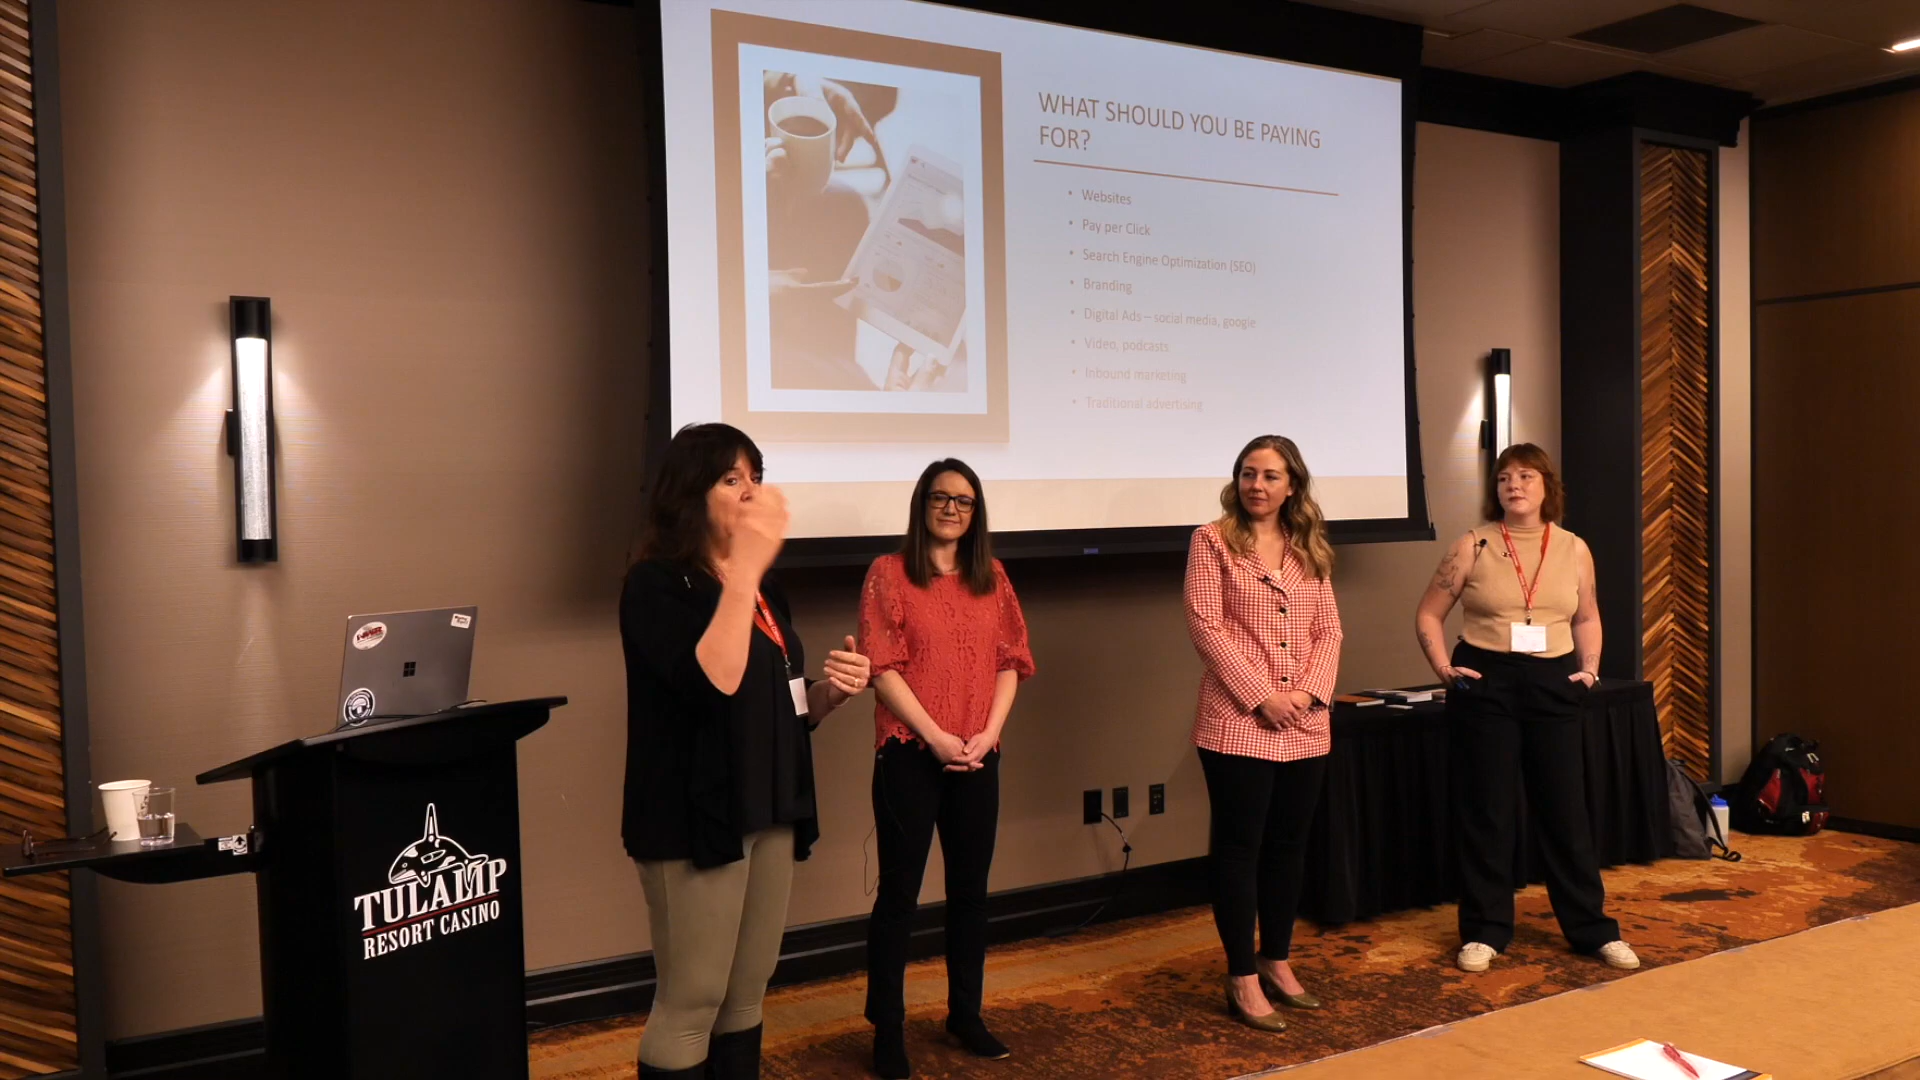 WHAT SHOULD YOU BE PAYING
FOR?
• Websites
• Pay per Click
• Search Engine Optimization (SEO)
• Branding
• Digital Ads – social media, google
• Video, podcasts
• Inbound marketing
• Traditional advertising
TULALIP
RESORT CASINO